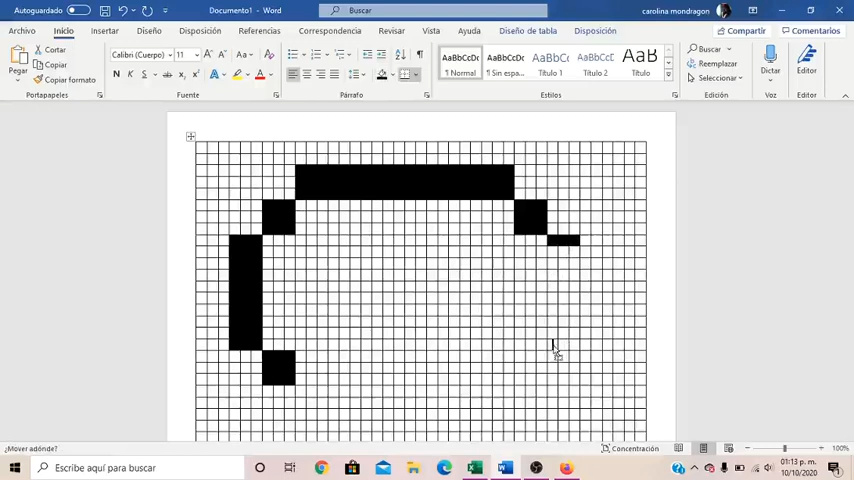 Autoguardado
Documento1 - Word
Buscar
carolina mondragon
Archivo Inicio Insertar Diseño Disposición Referencias Correspondencia Revisar Vista Ayuda Diseño de tabla Disposición Compartir Comentarios
Pegar
Cortar
Copiar
Copiar formato
Portapapeles
Calibri (Cuerpo) 11
Fuente
Párrafo
AaBbCcDc AaBbCcDc AaBbCc AaBbCcD AaB
¶ Normal ¶ Sin espa... Título 1 Título 2 Título
Estilos
Buscar
Reemplazar
Seleccionar
Edición
Dictar
Voz
Editor
Editor
¿Mover adónde?
Concentración
100%
Escribe aquí para buscar
01:13 p. m.
10/10/2020